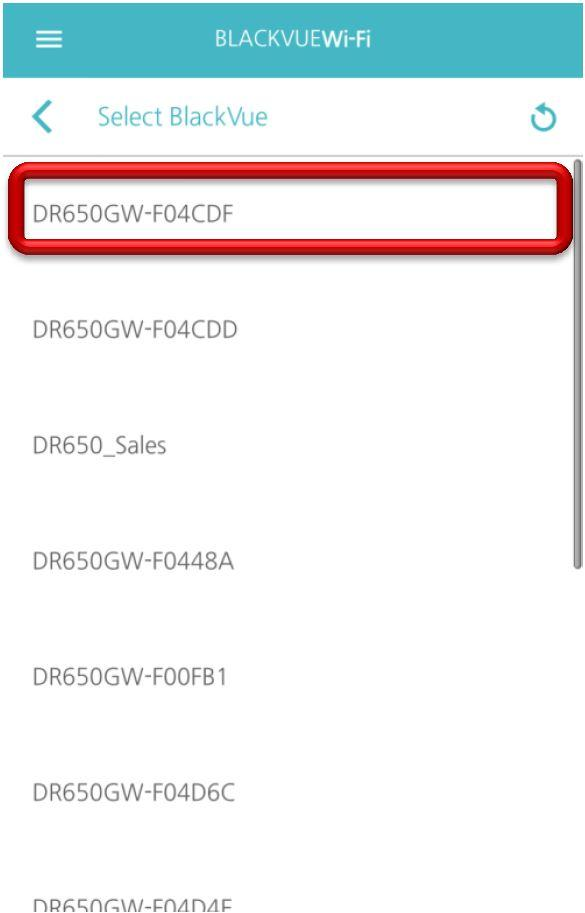 BLACKVUEWi-Fi
Select BlackVue
DR650GW-F04CDF
DR650GW-F04CDD
DR650_Sales
DR650GW-F0448A
DR650GW-F00FB1
DR650GW-F04D6C